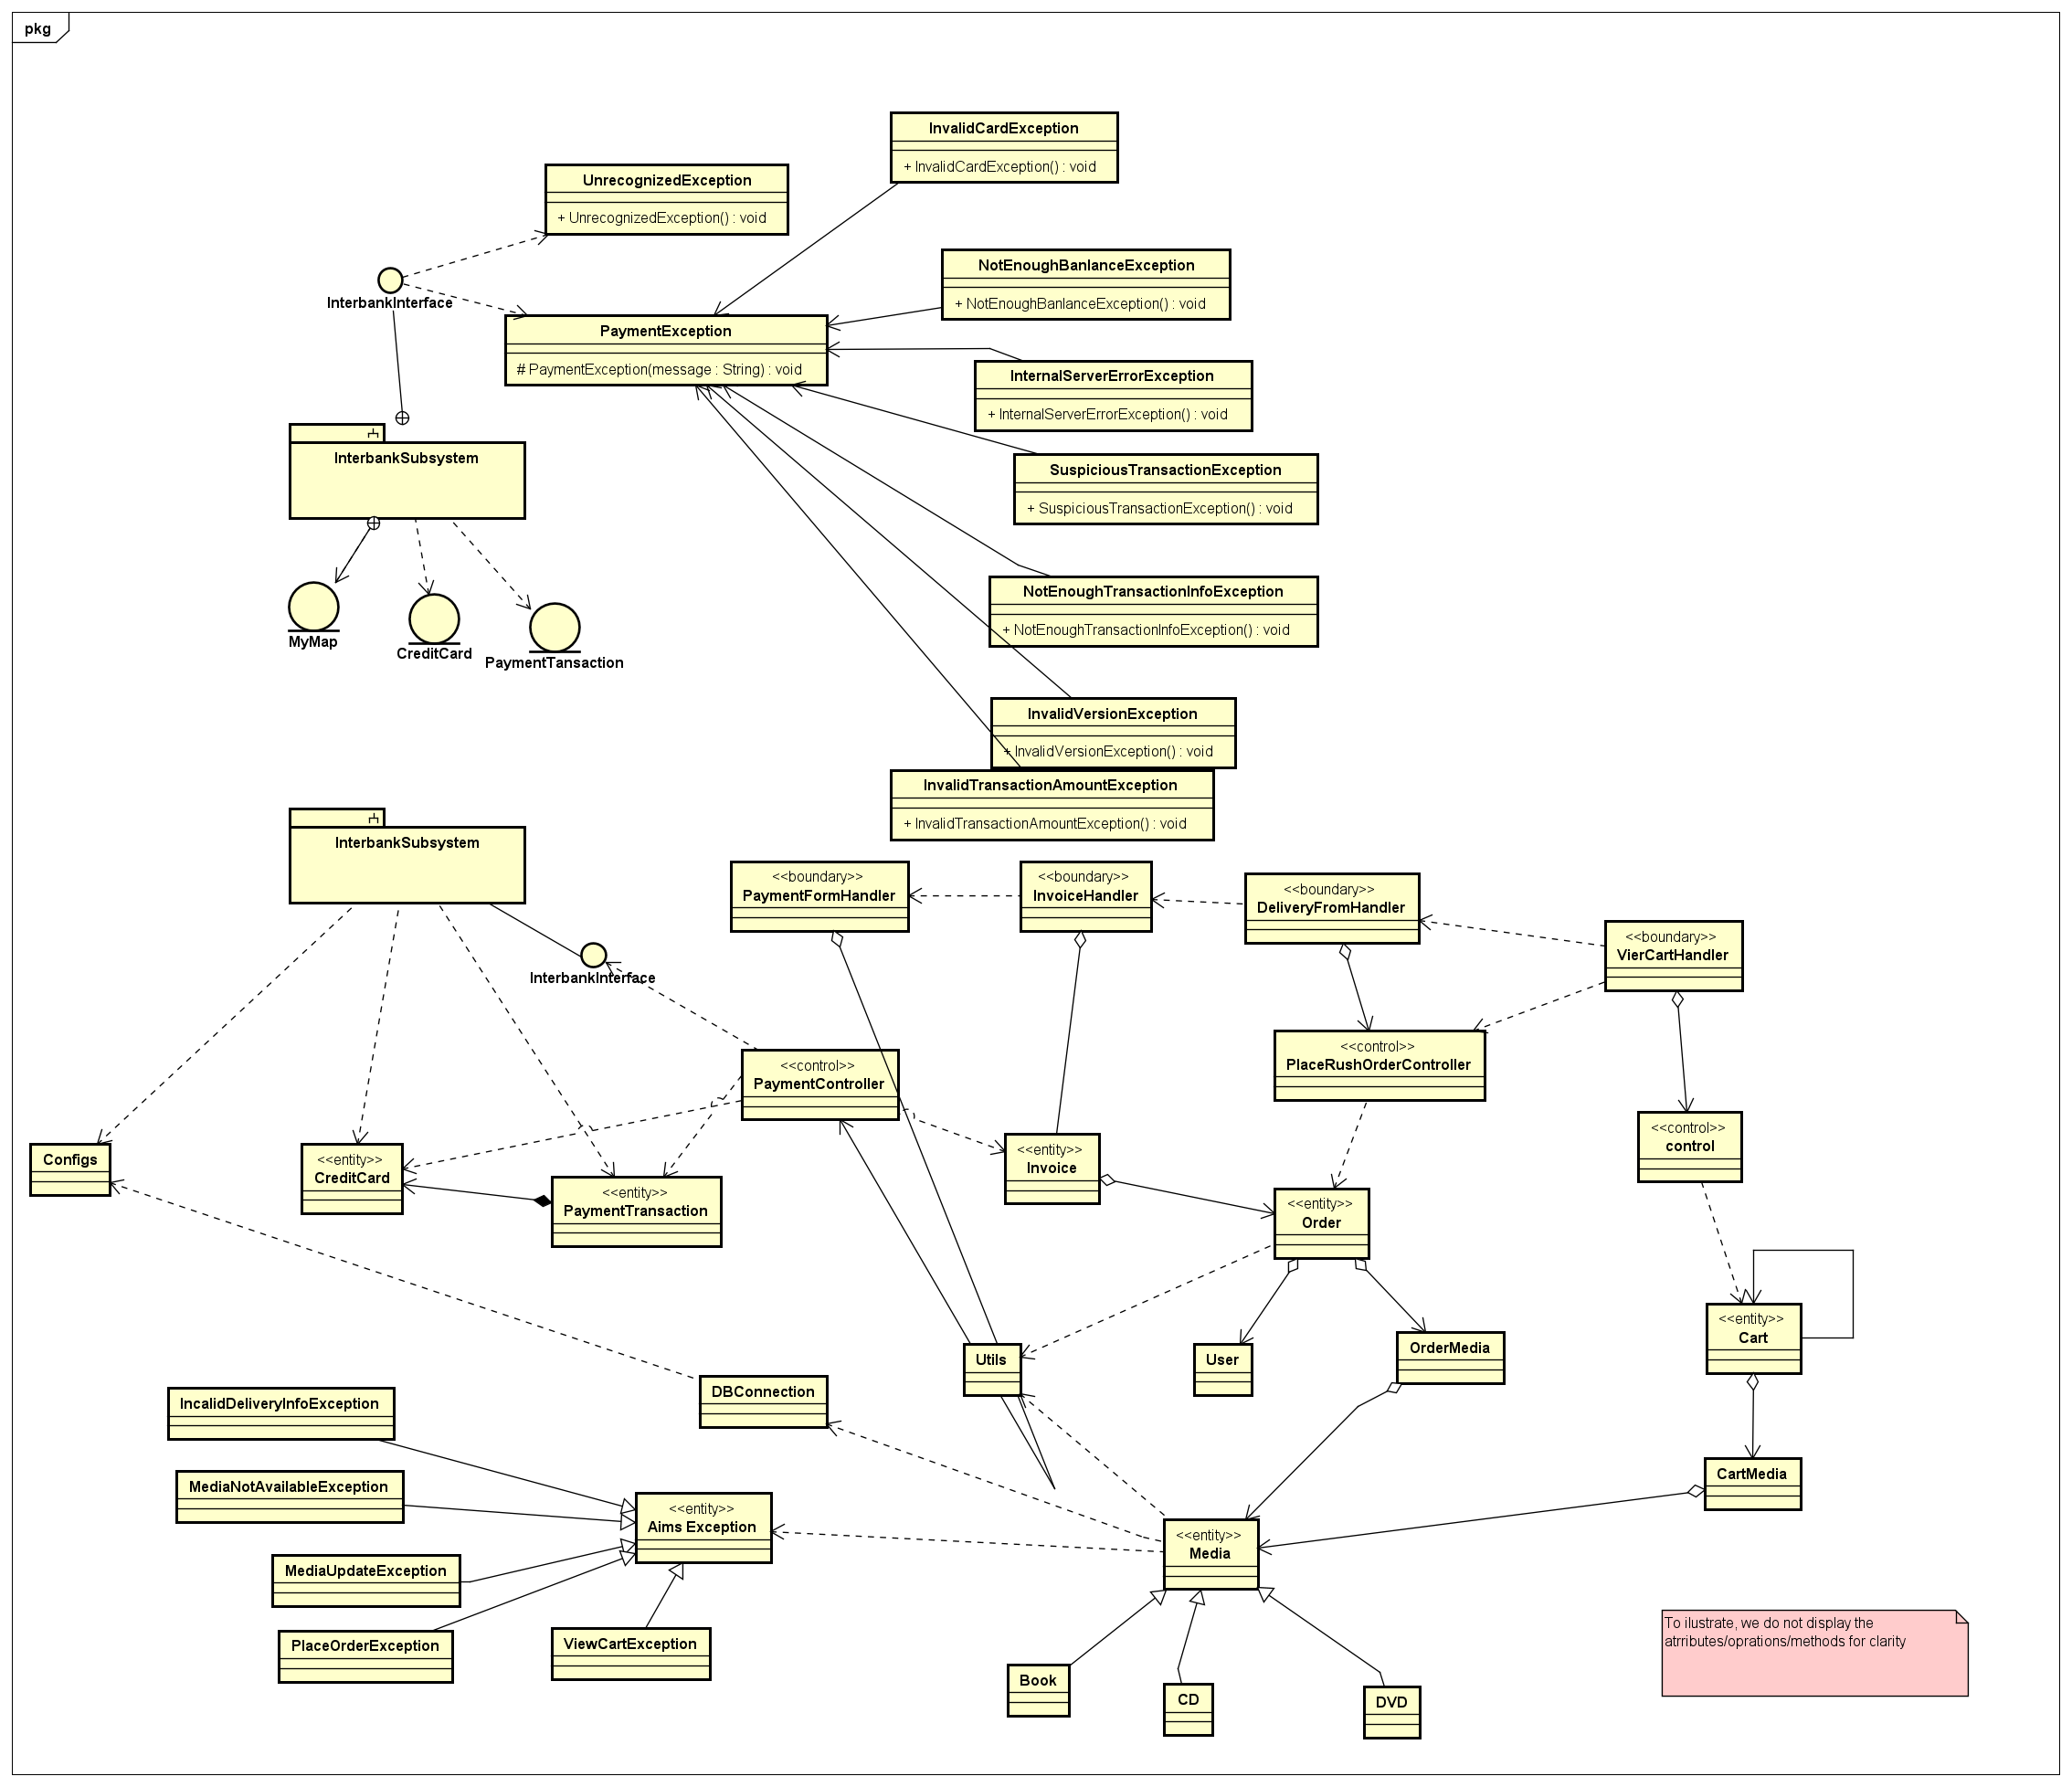 pkg
InvalidCardException
+ InvalidCardException() : void
UnrecognizedException
+ UnrecognizedException() : void
NotEnoughBanlanceException
+ NotEnoughBanlanceException() : void
InterbankInterface
PaymentException
# PaymentException(message : String) : void
InternalServerErrorException
+ InternalServerErrorException() : void
InterbankSubsystem
SuspiciousTransactionException
+ SuspiciousTransactionException() : void
NotEnoughTransactionInfoException
+ NotEnoughTransactionInfoException() : void
MyMap
CreditCard
PaymentTansaction
InvalidVersionException
+ InvalidVersionException() : void
InvalidTransactionAmountException
+ InvalidTransactionAmountException() : void
InterbankSubsystem
<<boundary>>
PaymentFormHandler
<<boundary>>
InvoiceHandler
<<boundary>>
DeliveryFromHandler
<<boundary>>
VierCartHandler
InterbankInterface
<<control>>
PaymentController
<<control>>
PlaceRushOrderController
<<control>>
control
Configs
<<entity>>
CreditCard
<<entity>>
PaymentTransaction
<<entity>>
Invoice
<<entity>>
Order
<<entity>>
Cart
Utils
User
OrderMedia
DBConnection
IncalidDeliveryInfoException
MediaNotAvailableException
<<entity>>
Aims Exception
CartMedia
<<entity>>
Media
MediaUpdateException
PlaceOrderException
ViewCartException
Book
CD
DVD
To ilustrate, we do not display the
atrributes/oprations/methods for clarity